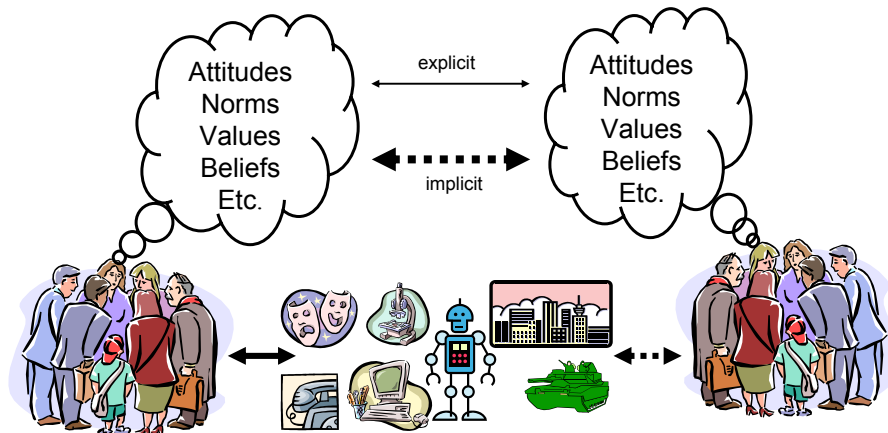 Attitudes
Norms
Values
Beliefs
Etc.
explicit
implicit
Attitudes
Norms
Values
Beliefs
Etc.